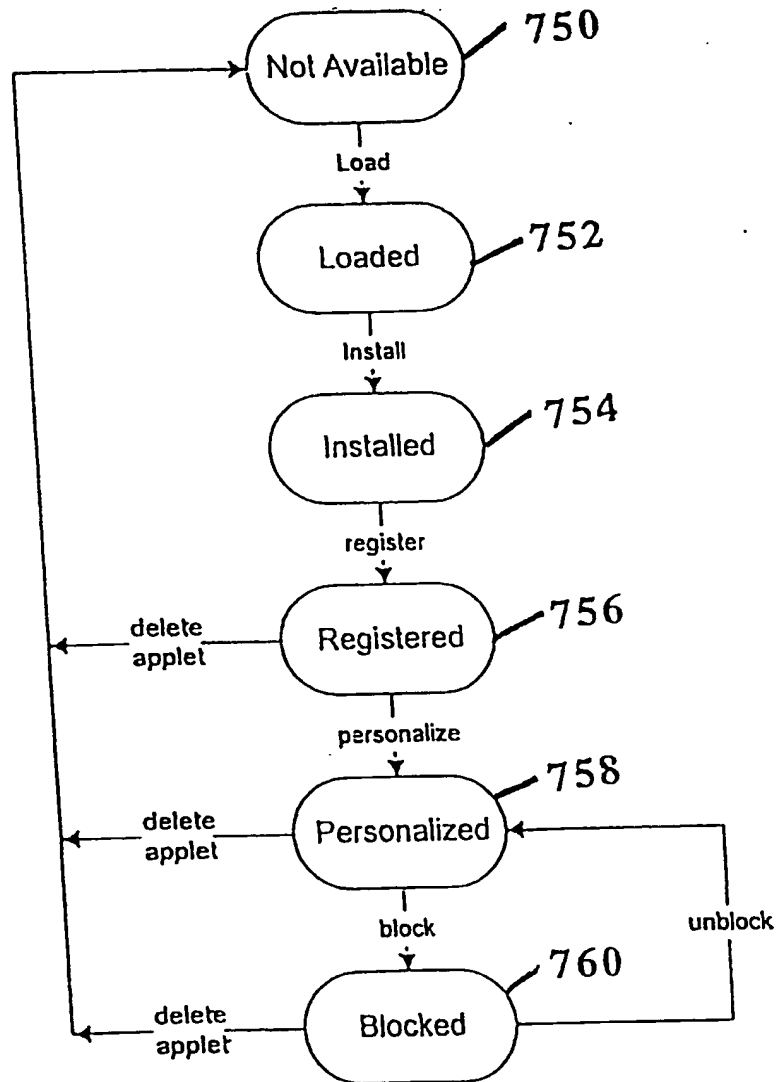 750
Not Available
Load
752
Loaded
Install
754
Installed
register
756
Registered
delete
applet
personalize
758
Personalized
delete
applet
block
unblock
760
Blocked
delete
applet